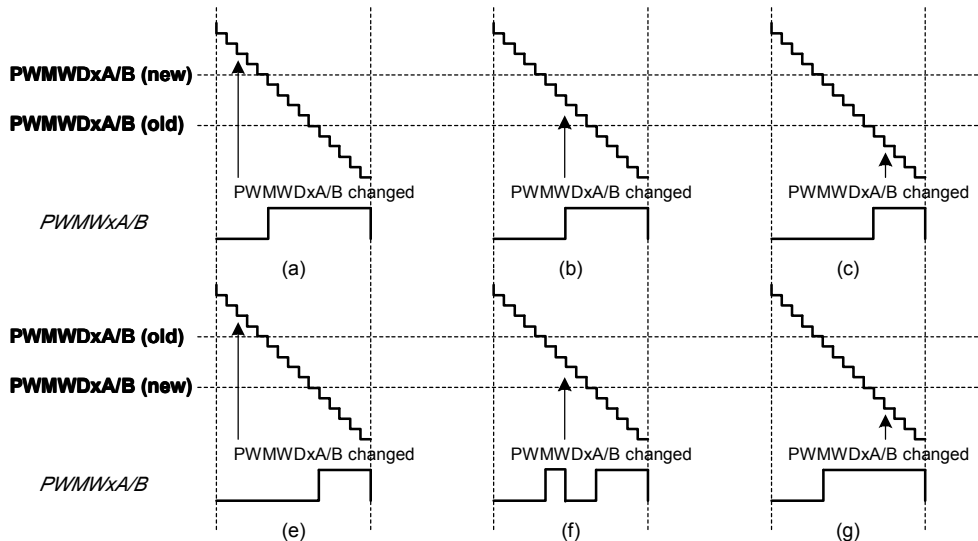 PWMWDxA/B (new)
PWMWDxA/B (old)
PWMWDxA/B changed
PWMWDxA/B changed
PWMWDxA/B changed
PWMWxA/B
(a)
(b)
(c)
PWMWDxA/B (old)
PWMWDxA/B (new)
PWMWDxA/B changed
PWMWDxA/B changed
PWMWDxA/B changed
PWMWxA/B
(e)
(f)
(g)